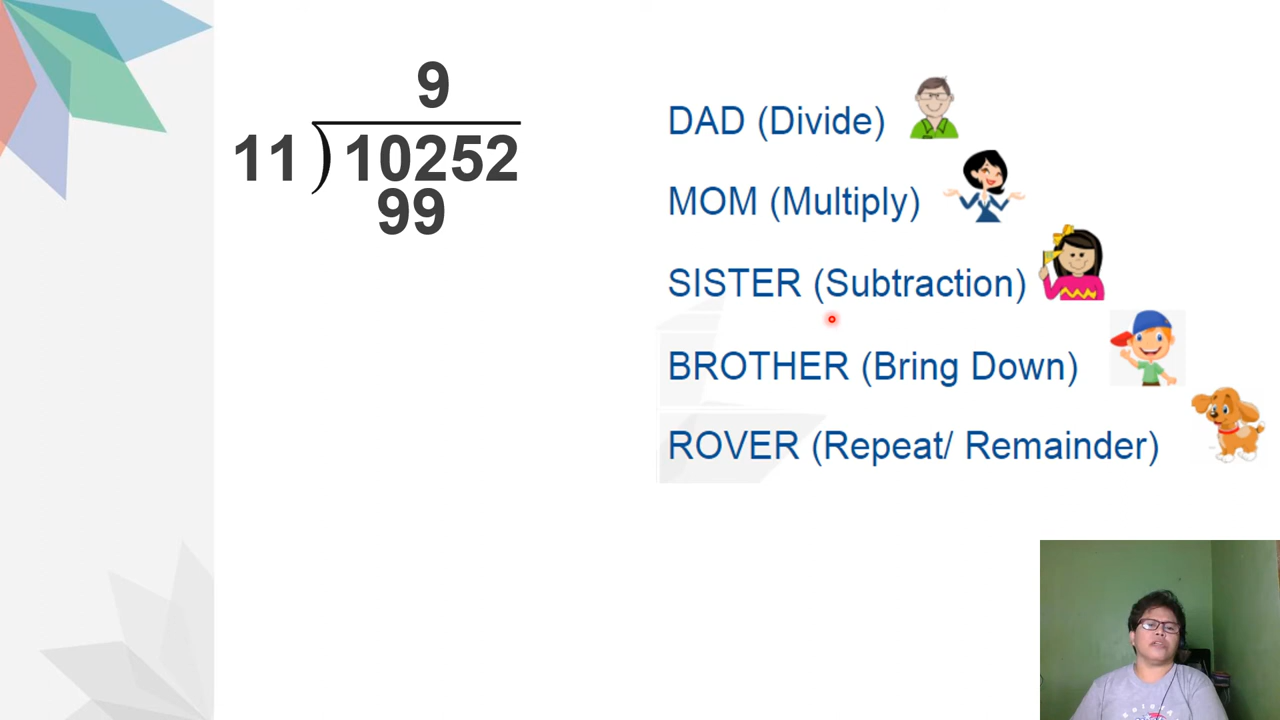 9
11)10252
99
DAD (Divide)
MOM (Multiply)
SISTER (Subtraction)
BROTHER (Bring Down)
ROVER (Repeat/ Remainder)